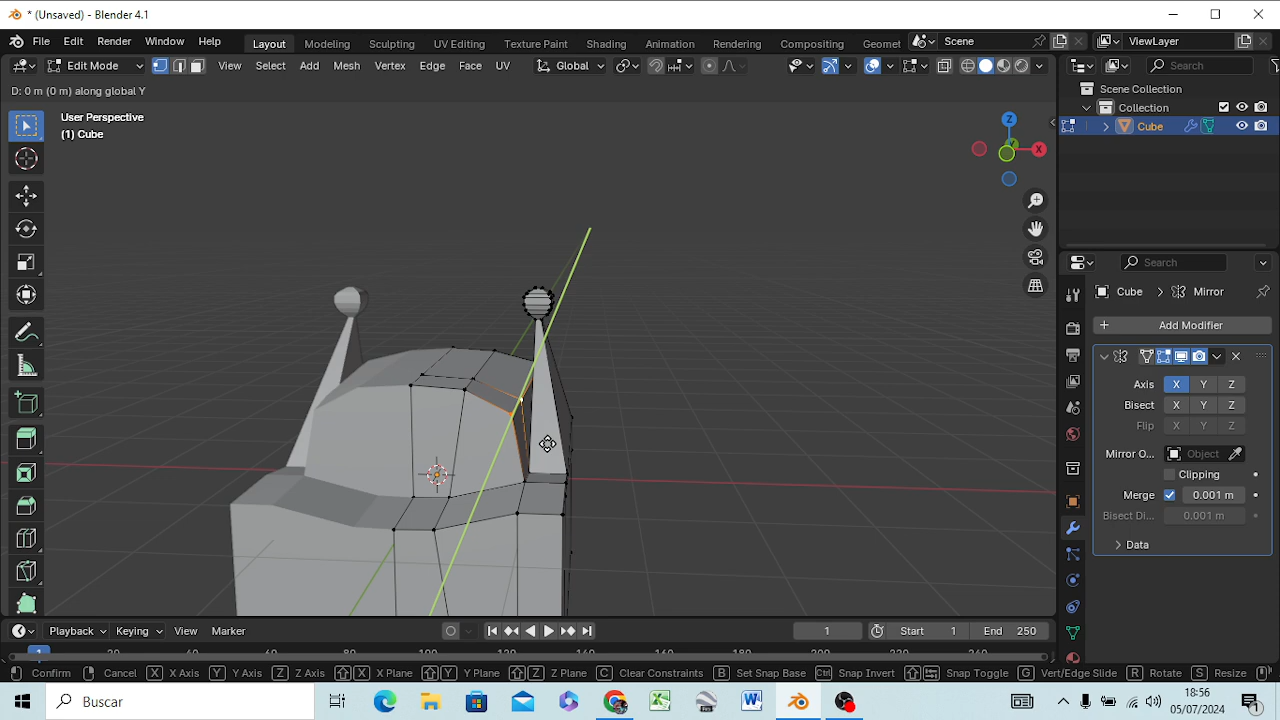 * (Unsaved) - Blender 4.1
File Edit Render Window Help Layout Modeling Sculpting UV Editing Texture Paint Shading Animation Rendering Compositing Geomet Scene ViewLayer
Edit Mode View Select Add Mesh Vertex Edge Face UV Global Search
D: 0 m (0 m) along global Y
Scene Collection
User Perspective
Collection
(1) Cube
Cube
Z
X
Search
Cube > Mirror
+ Add Modifier
Axis X Y Z
Bisect X Y Z
Flip X Y Z
Mirror O... Object
Clipping
Merge 0.001 m
Bisect Di... 0.001 m
Data
Playback Keying View Marker 1 Start 1 End 250
1
Confirm Cancel X X Axis Y Y Axis Z Z Axis X X Plane Y Y Plane Z Z Plane C Clear Constraints B Set Snap Base Ctrl Snap Invert Snap Toggle G Vert/Edge Slide R Rotate S Resize
Buscar
18:56
05/07/2024
1